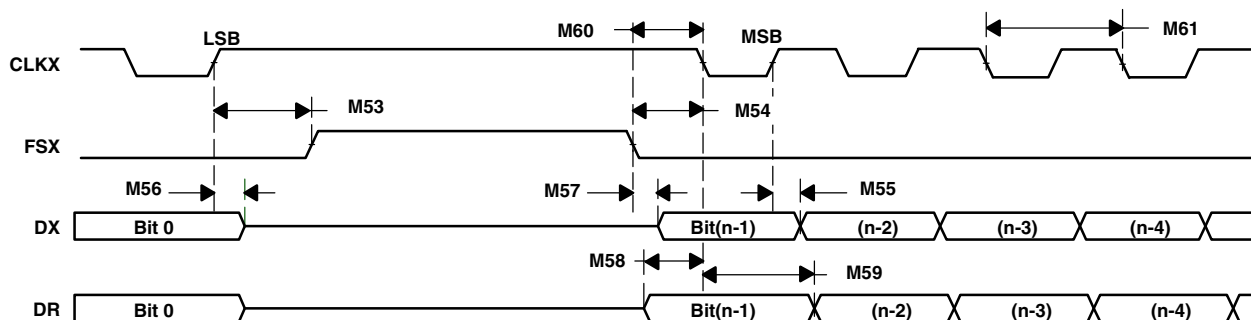 M60
LSB
MSB
M61
CLKX
M53
M54
FSX
M56
M57
M55
DX
Bit 0
Bit(n-1)
(n-2)
(n-3)
(n-4)
M58
M59
DR
Bit 0
Bit(n-1)
(n-2)
(n-3)
(n-4)